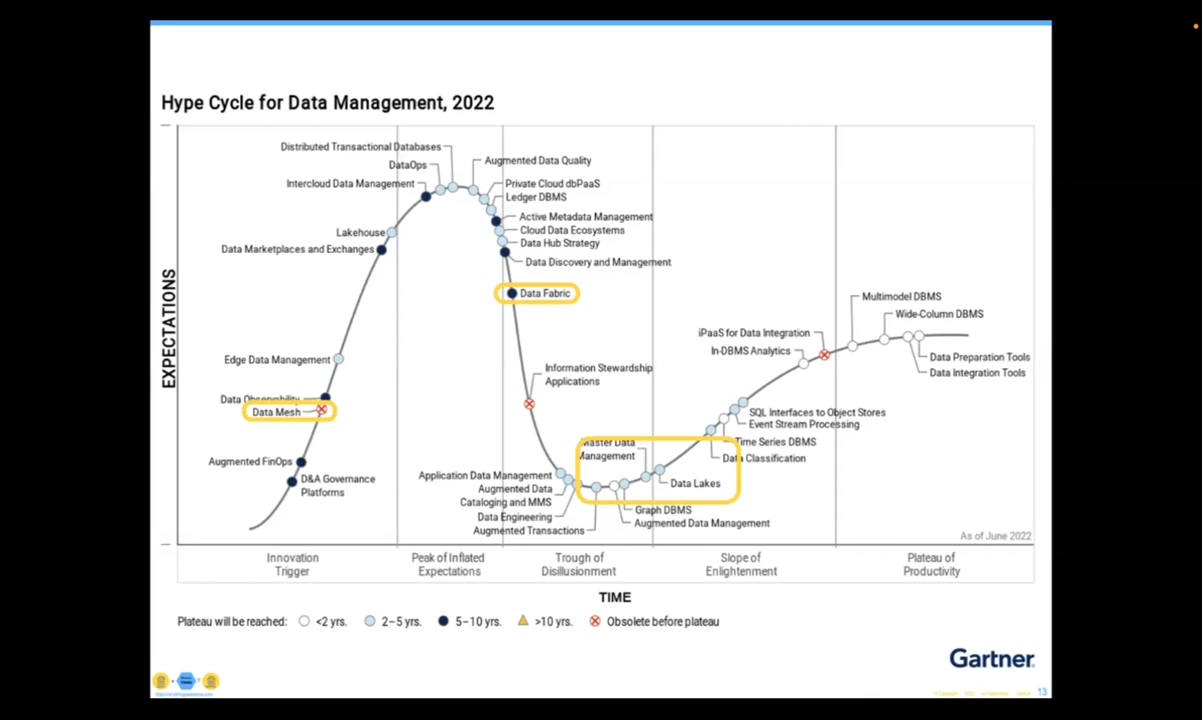 Hype Cycle for Data Management, 2022
EXPECTATIONS
Distributed Transactional Databases
DataOps
Intercloud Data Management
Lakehouse
Data Marketplaces and Exchanges
Edge Data Management
Data Observability
Data Mesh
Augmented FinOps
D&A Governance
Platforms
Augmented Data Quality
Private Cloud dbPaaS
Ledger DBMS
Active Metadata Management
Cloud Data Ecosystems
Data Hub Strategy
Data Discovery and Management
Data Fabric
Information Stewardship
Applications
Application Data Management
Augmented Data
Cataloging and MMS
Data Engineering
Augmented Transactions
Master Data
Management
Data Lakes
Graph DBMS
Augmented Data Management
iPaaS for Data Integration
In-DBMS Analytics
SQL Interfaces to Object Stores
Event Stream Processing
Time Series DBMS
Data Classification
Multimodel DBMS
Wide-Column DBMS
Data Preparation Tools
Data Integration Tools
As of June 2022
Innovation
Trigger
Peak of Inflated
Expectations
Trough of
Disillusionment
Slope of
Enlightenment
Plateau of
Productivity
TIME
Plateau will be reached: <2 yrs. 2–5 yrs. 5–10 yrs. >10 yrs. Obsolete before plateau
Gartner
13